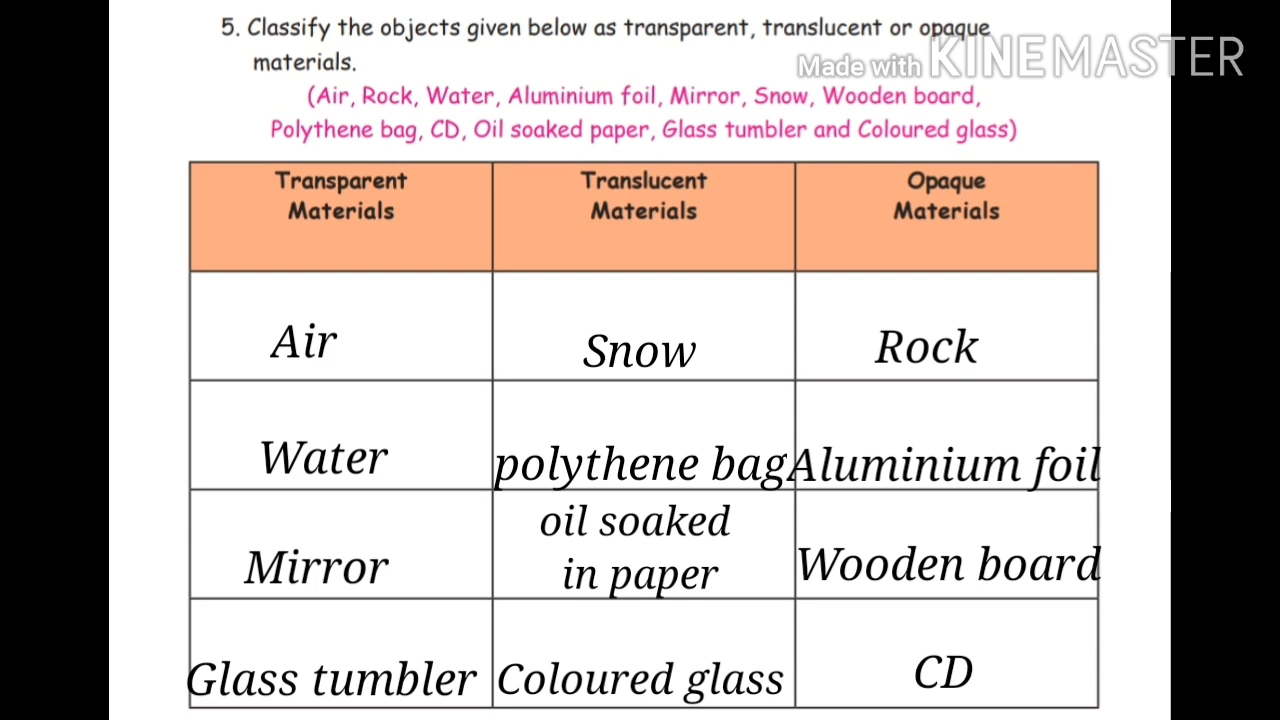 5. Classify the objects given below as transparent, translucent or opaque
materials.
Made with KINEMASTER
(Air, Rock, Water, Aluminium foil, Mirror, Snow, Wooden board,
Polythene bag, CD, Oil soaked paper, Glass tumbler and Coloured glass)
Transparent Materials
Translucent Materials
Opaque Materials
Air
Snow
Rock
Water
polythene bag
Aluminium foil
Mirror
oil soaked
in paper
Wooden board
Glass tumbler
Coloured glass
CD